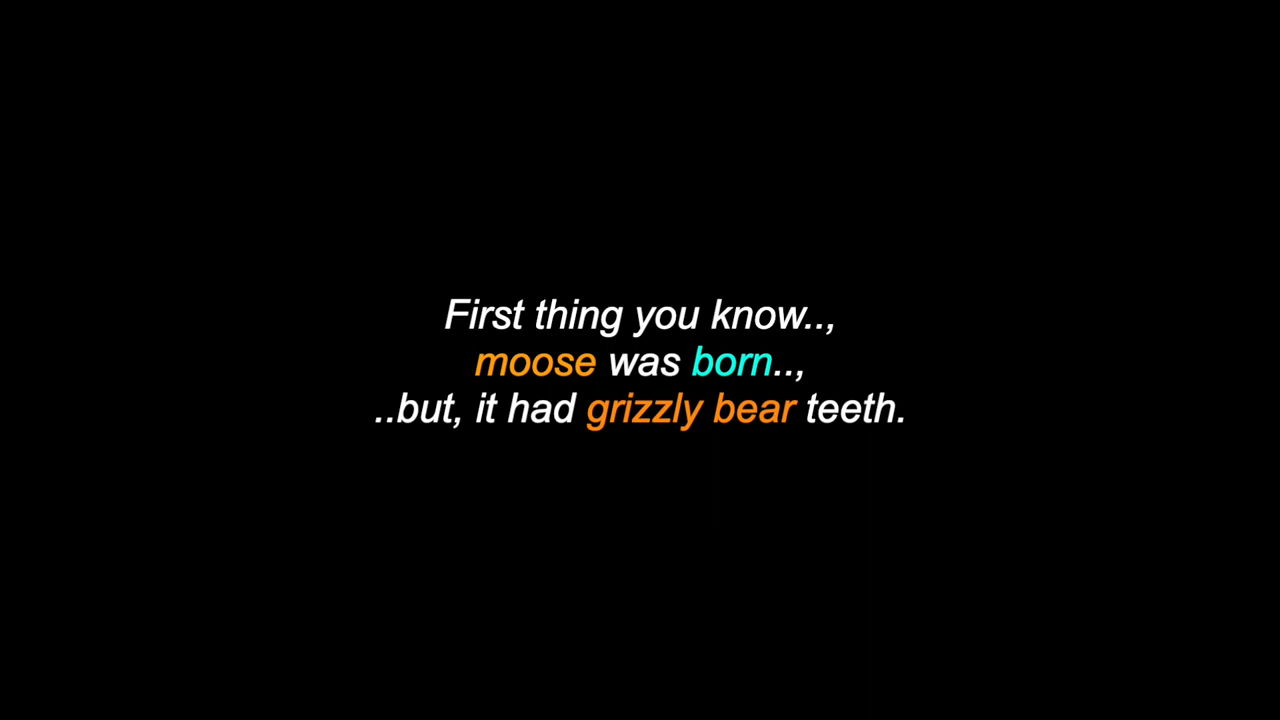 First thing you know..,
moose was born..,
..but, it had grizzly bear teeth.